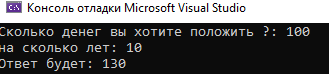 Консоль отладки Microsoft Visual Studio
Сколько денег вы хотите положить ?: 100
на сколько лет: 10
Ответ будет: 130